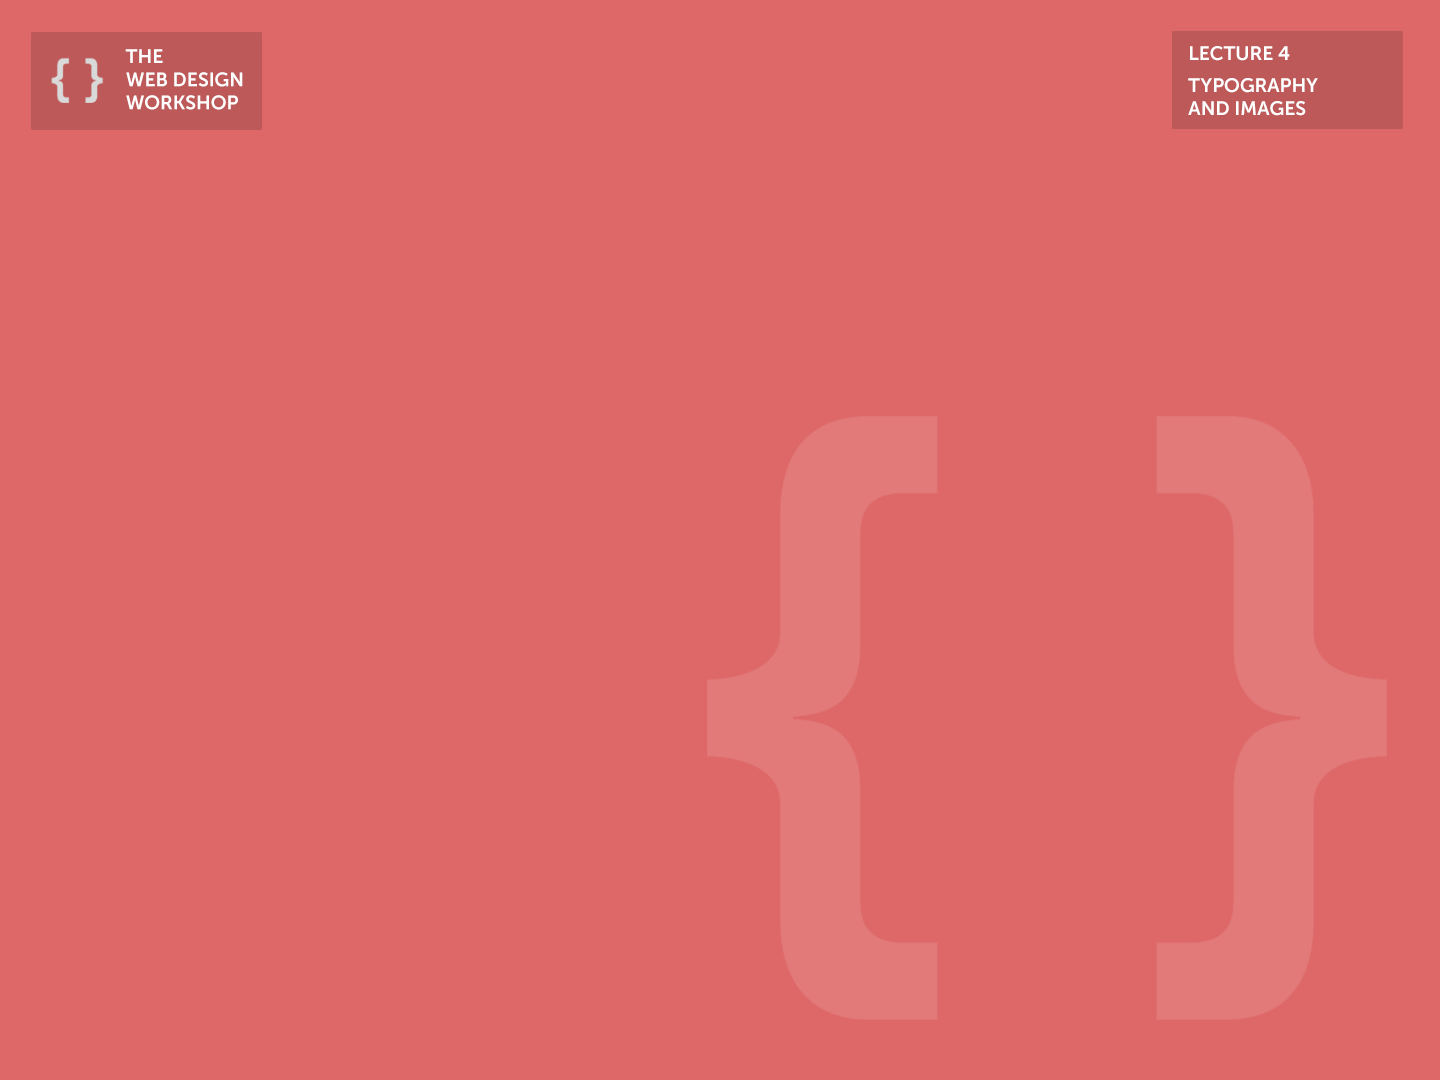 { }
THE
WEB DESIGN
WORKSHOP
LECTURE 4
TYPOGRAPHY
AND IMAGES
{ }